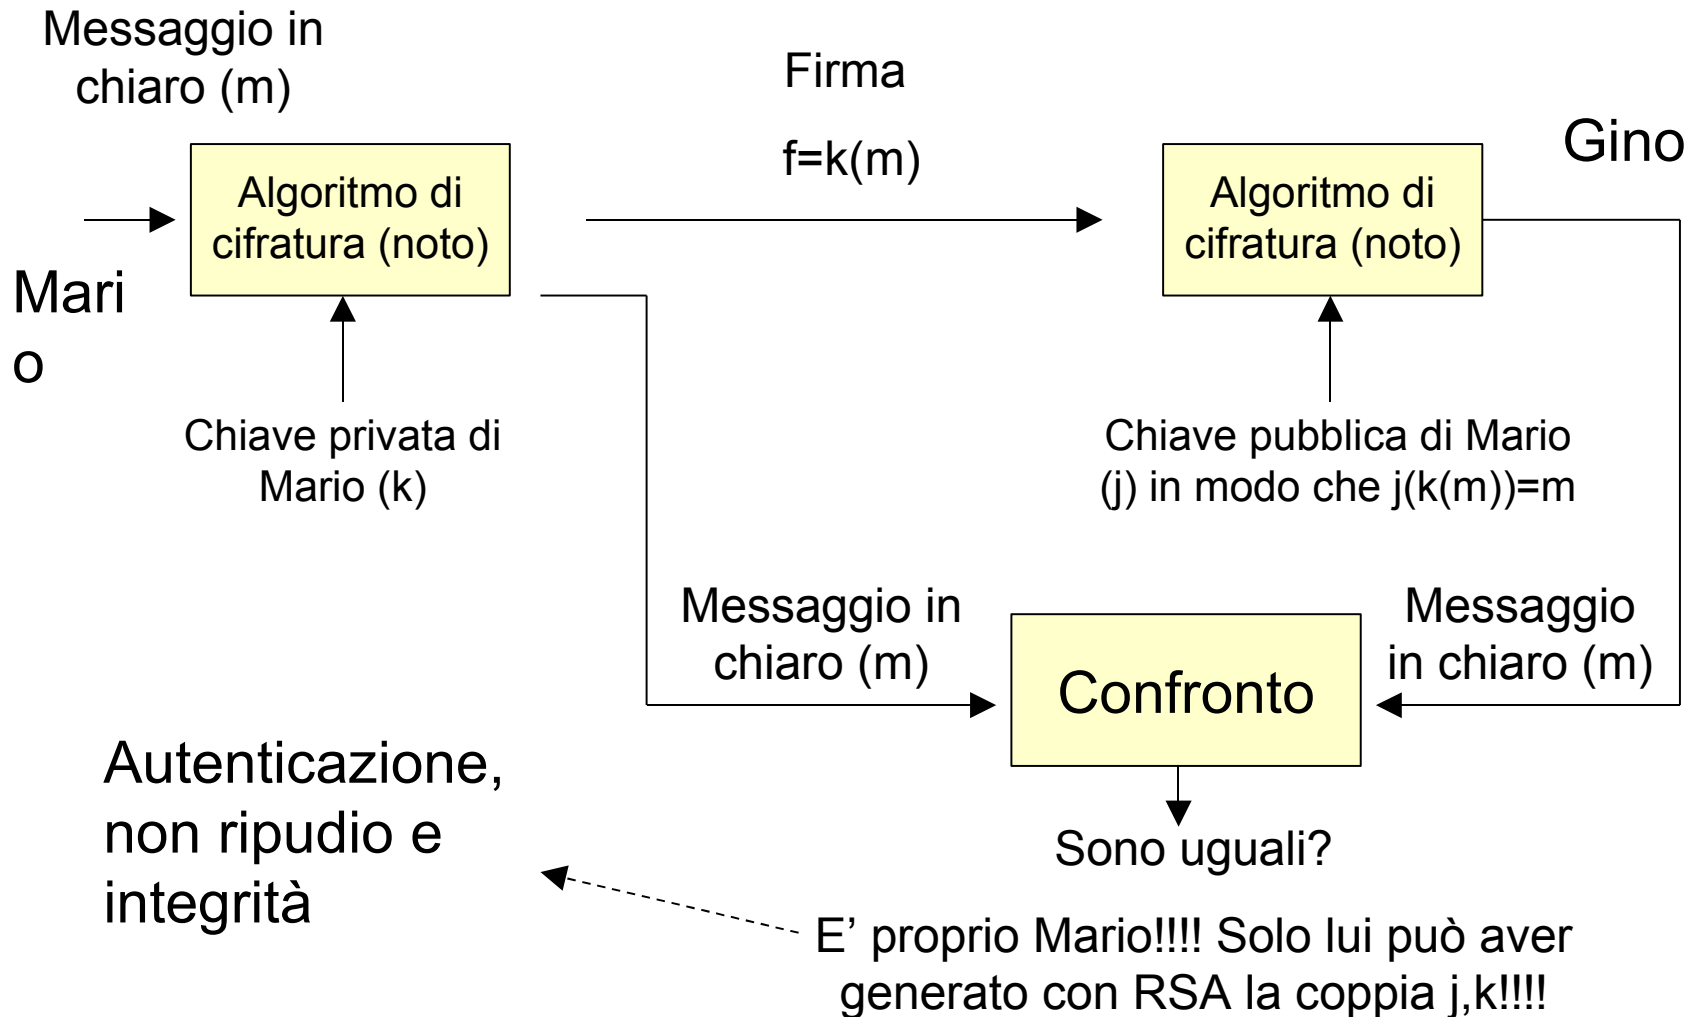 Messaggio in
chiaro (m)
Firma
f=k(m)
Gino
Algoritmo di
cifratura (noto)
Algoritmo di
cifratura (noto)
Mari
o
Chiave privata di
Mario (k)
Chiave pubblica di Mario
(j) in modo che j(k(m))=m
Messaggio in
chiaro (m)
Confronto
Messaggio
in chiaro (m)
Autenticazione,
non ripudio e
integrità
Sono uguali?
E’ proprio Mario!!!! Solo lui può aver
generato con RSA la coppia j,k!!!!